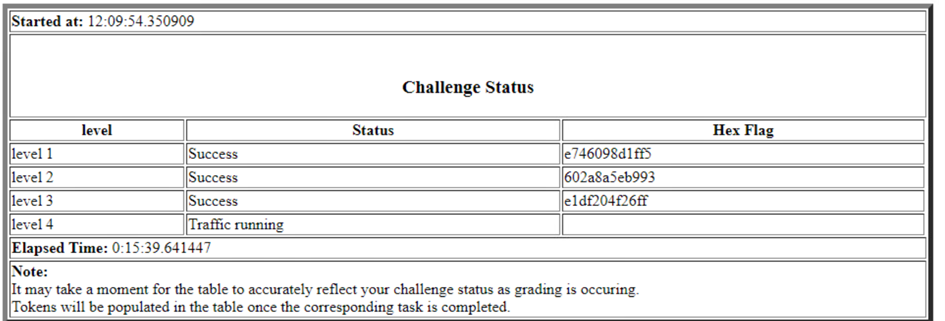 Started at: 12:09:54.350909
Challenge Status
level Status Hex Flag
level 1 Success e746098d1ff5
level 2 Success 602a8a5eb993
level 3 Success e1df204f26ff
level 4 Traffic running
Elapsed Time: 0:15:39.641447
Note:
It may take a moment for the table to accurately reflect your challenge status as grading is occuring.
Tokens will be populated in the table once the corresponding task is completed.